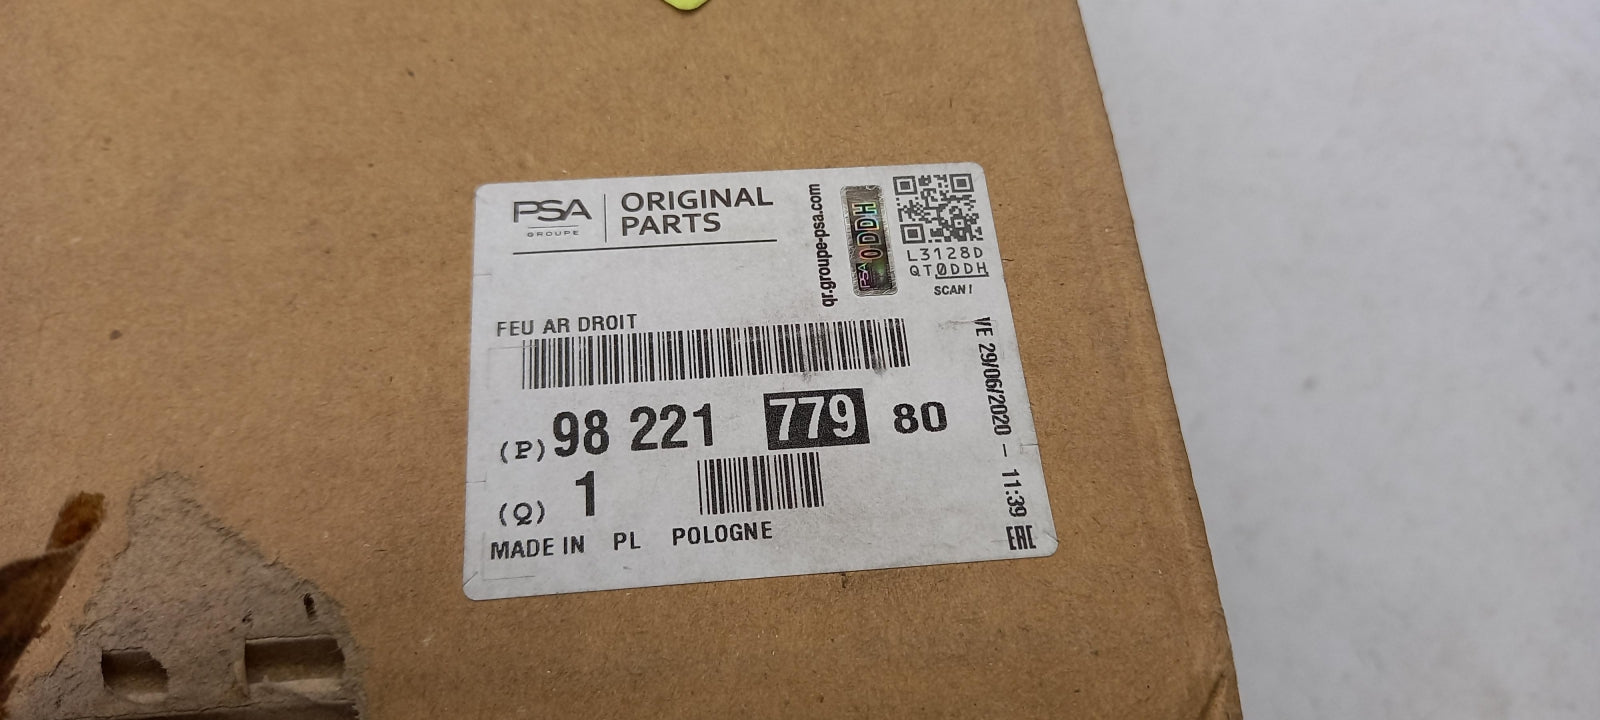 PSA
GROUPE
ORIGINAL
PARTS
qr.groupe-psa.com
PSA 0DDH
L3128D
QT0DDH
SCAN!
FEU AR DROIT
(P) 98 221 779 80
(Q) 1
MADE IN PL POLOGNE
VE 29/06/2020 - 11:39
EAC